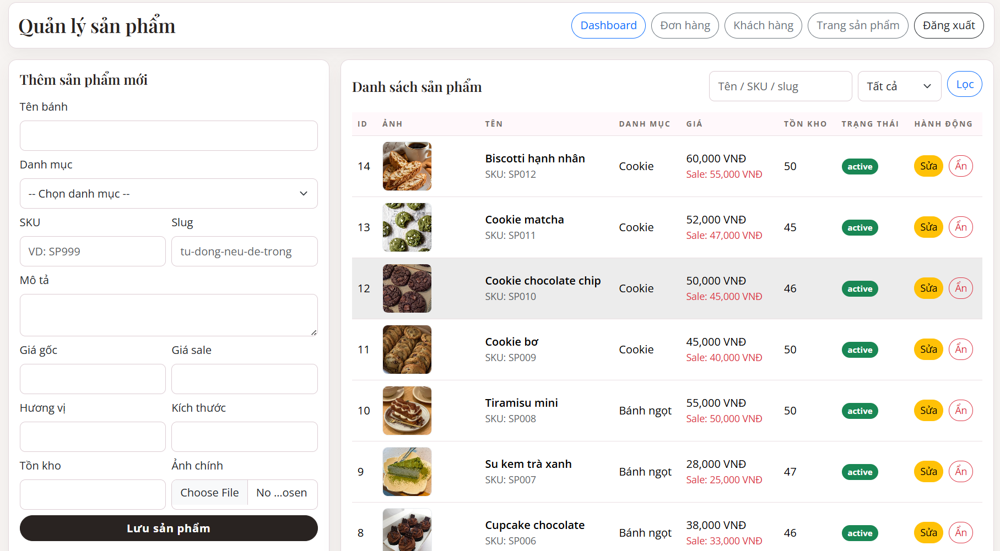 Quản lý sản phẩm
Dashboard
Đơn hàng
Khách hàng
Trang sản phẩm
Đăng xuất
Thêm sản phẩm mới
Tên bánh
Danh mục
-- Chọn danh mục --
SKU
Slug
VD: SP999
tu-dong-neu-de-trong
Mô tả
Giá gốc
Giá sale
Hương vị
Kích thước
Tồn kho
Ảnh chính
Choose File
No ...osen
Lưu sản phẩm
Danh sách sản phẩm
Tên / SKU / slug
Tất cả
Lọc
ID ẢNH TÊN DANH MỤC GIÁ TỒN KHO TRẠNG THÁI HÀNH ĐỘNG
14 Biscotti hạnh nhân Cookie 60,000 VNĐ 50 active Sửa Ẩn
SKU: SP012 Sale: 55,000 VNĐ
13 Cookie matcha Cookie 52,000 VNĐ 45 active Sửa Ẩn
SKU: SP011 Sale: 47,000 VNĐ
12 Cookie chocolate chip Cookie 50,000 VNĐ 46 active Sửa Ẩn
SKU: SP010 Sale: 45,000 VNĐ
11 Cookie bơ Cookie 45,000 VNĐ 50 active Sửa Ẩn
SKU: SP009 Sale: 40,000 VNĐ
10 Tiramisu mini Bánh ngọt 55,000 VNĐ 50 active Sửa Ẩn
SKU: SP008 Sale: 50,000 VNĐ
9 Su kem trà xanh Bánh ngọt 28,000 VNĐ 47 active Sửa Ẩn
SKU: SP007 Sale: 25,000 VNĐ
8 Cupcake chocolate Bánh ngọt 38,000 VNĐ 46 active Sửa Ẩn
SKU: SP006 Sale: 33,000 VNĐ